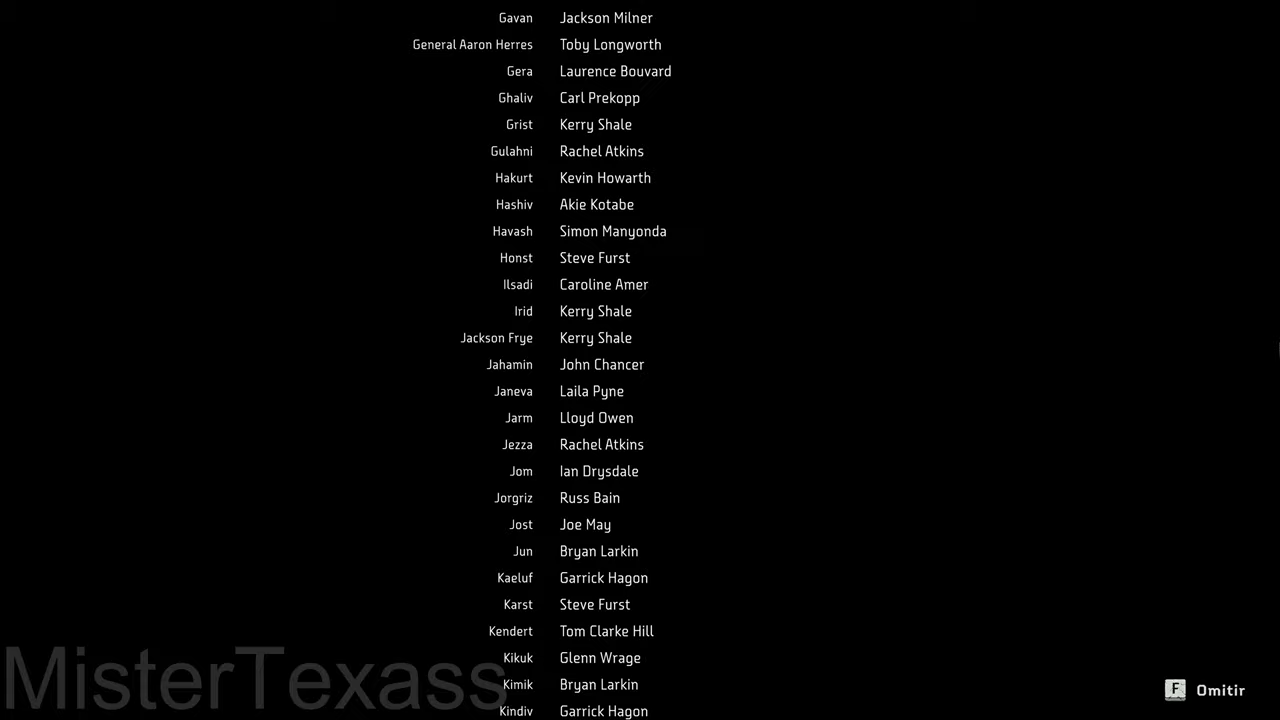 Gavan Jackson Milner
General Aaron Herres Toby Longworth
Gera Laurence Bouvard
Ghaliv Carl Prekopp
Grist Kerry Shale
Gulahni Rachel Atkins
Hakurt Kevin Howarth
Hashiv Akie Kotabe
Havash Simon Manyonda
Honst Steve Furst
Ilsadi Caroline Amer
Irid Kerry Shale
Jackson Frye Kerry Shale
Jahamin John Chancer
Janeva Laila Pyne
Jarm Lloyd Owen
Jezza Rachel Atkins
Jom Ian Drysdale
Jorgriz Russ Bain
Jost Joe May
Jun Bryan Larkin
Kaeluf Garrick Hagon
Karst Steve Furst
Kendert Tom Clarke Hill
Kikuk Glenn Wrage
Kimik Bryan Larkin
Kindiv Garrick Hagon
MisterTexass
F Omitir